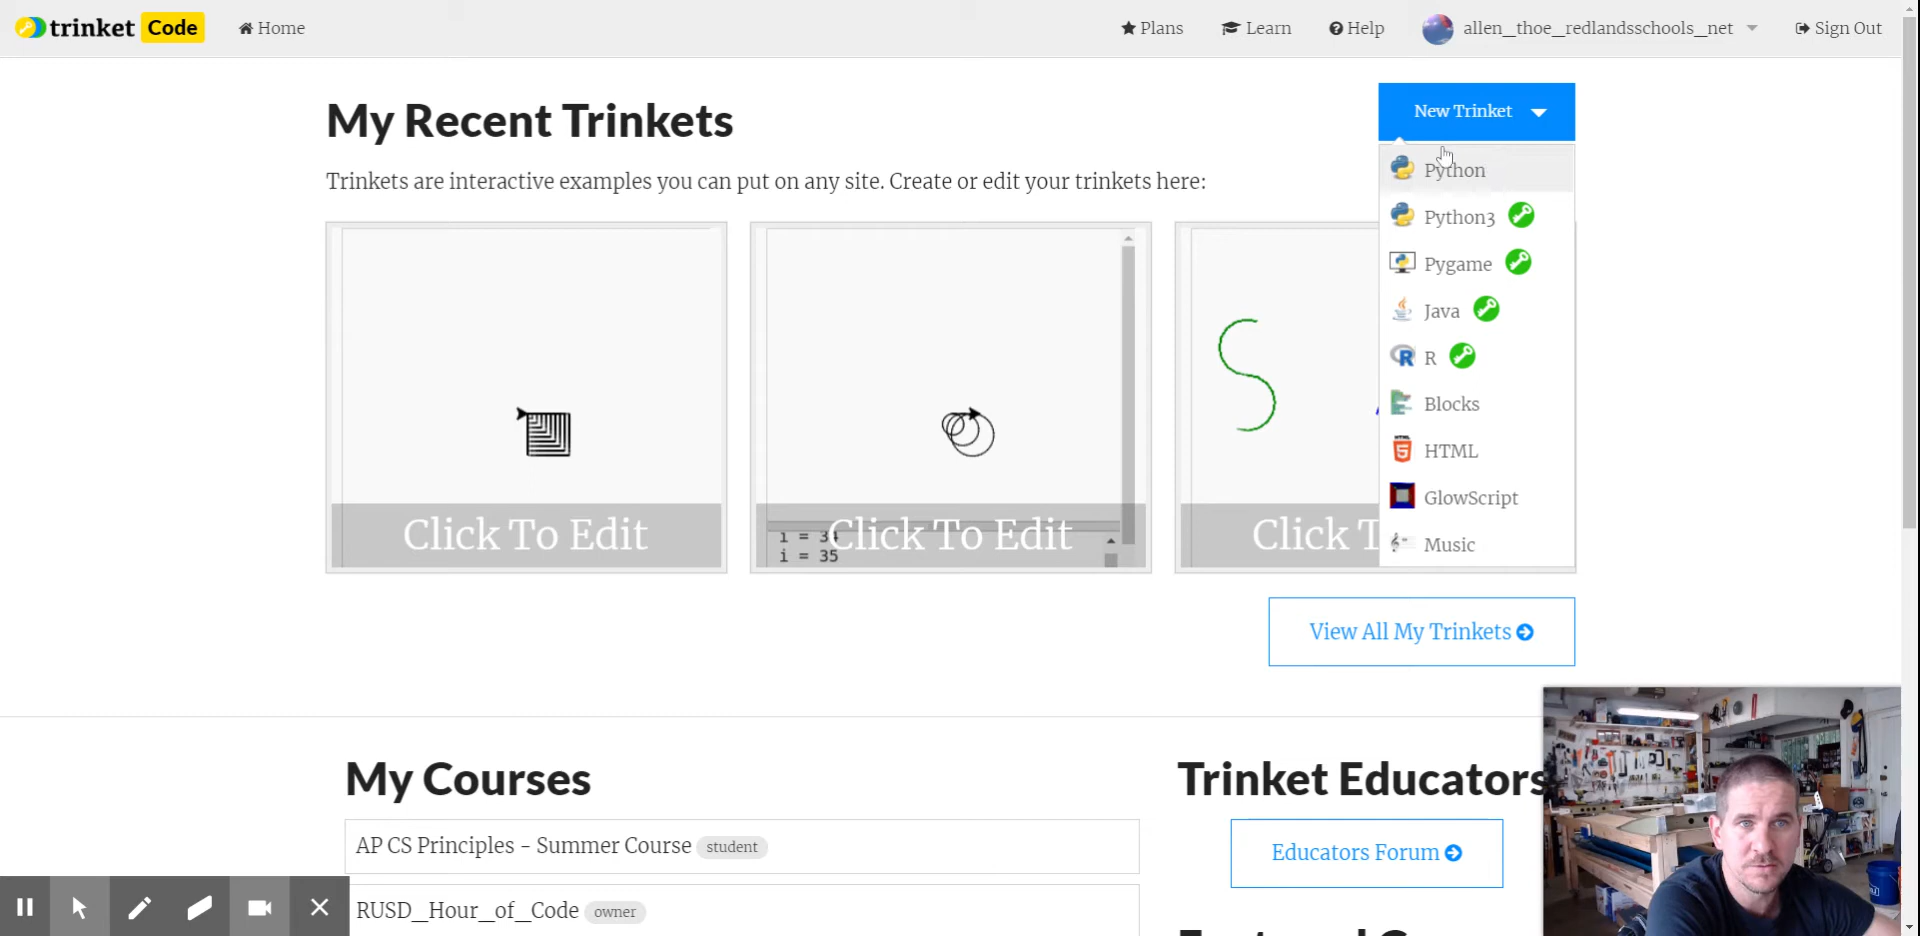 trinket Code
Home
Plans
Learn
Help
allen_thoe_redlandsschools_net
Sign Out
My Recent Trinkets
New Trinket
Trinkets are interactive examples you can put on any site. Create or edit your trinkets here:
Python
Python3
Pygame
Java
R
Blocks
HTML
GlowScript
Music
Click To Edit
i = 34
i = 35
Click To Edit
Click T
View All My Trinkets
My Courses
Trinket Educators
AP CS Principles - Summer Course student
Educators Forum
RUSD_Hour_of_Code owner